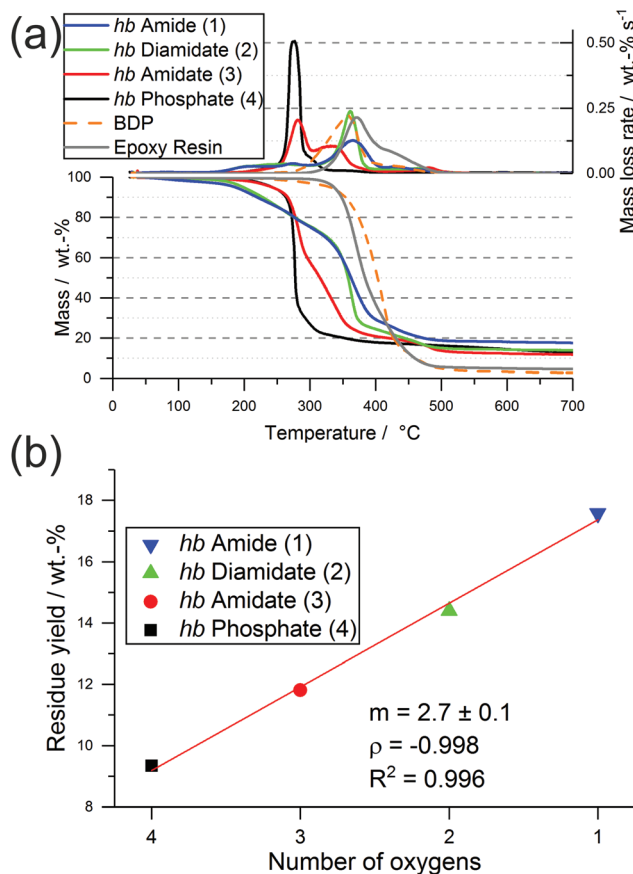 (a)
hb Amide (1)
hb Diamidate (2)
hb Amidate (3)
hb Phosphate (4)
BDP
Epoxy Resin
0.50
0.25
0.00
Mass loss rate / wt.-% s⁻¹
100
80
60
40
20
0
Mass / wt.-%
0 100 200 300 400 500 600 700
Temperature / °C
(b)
18
16
14
12
10
8
Residue yield / wt.-%
hb Amide (1)
hb Diamidate (2)
hb Amidate (3)
hb Phosphate (4)
m = 2.7 ± 0.1
ρ = -0.998
R² = 0.996
4 3 2 1
Number of oxygens